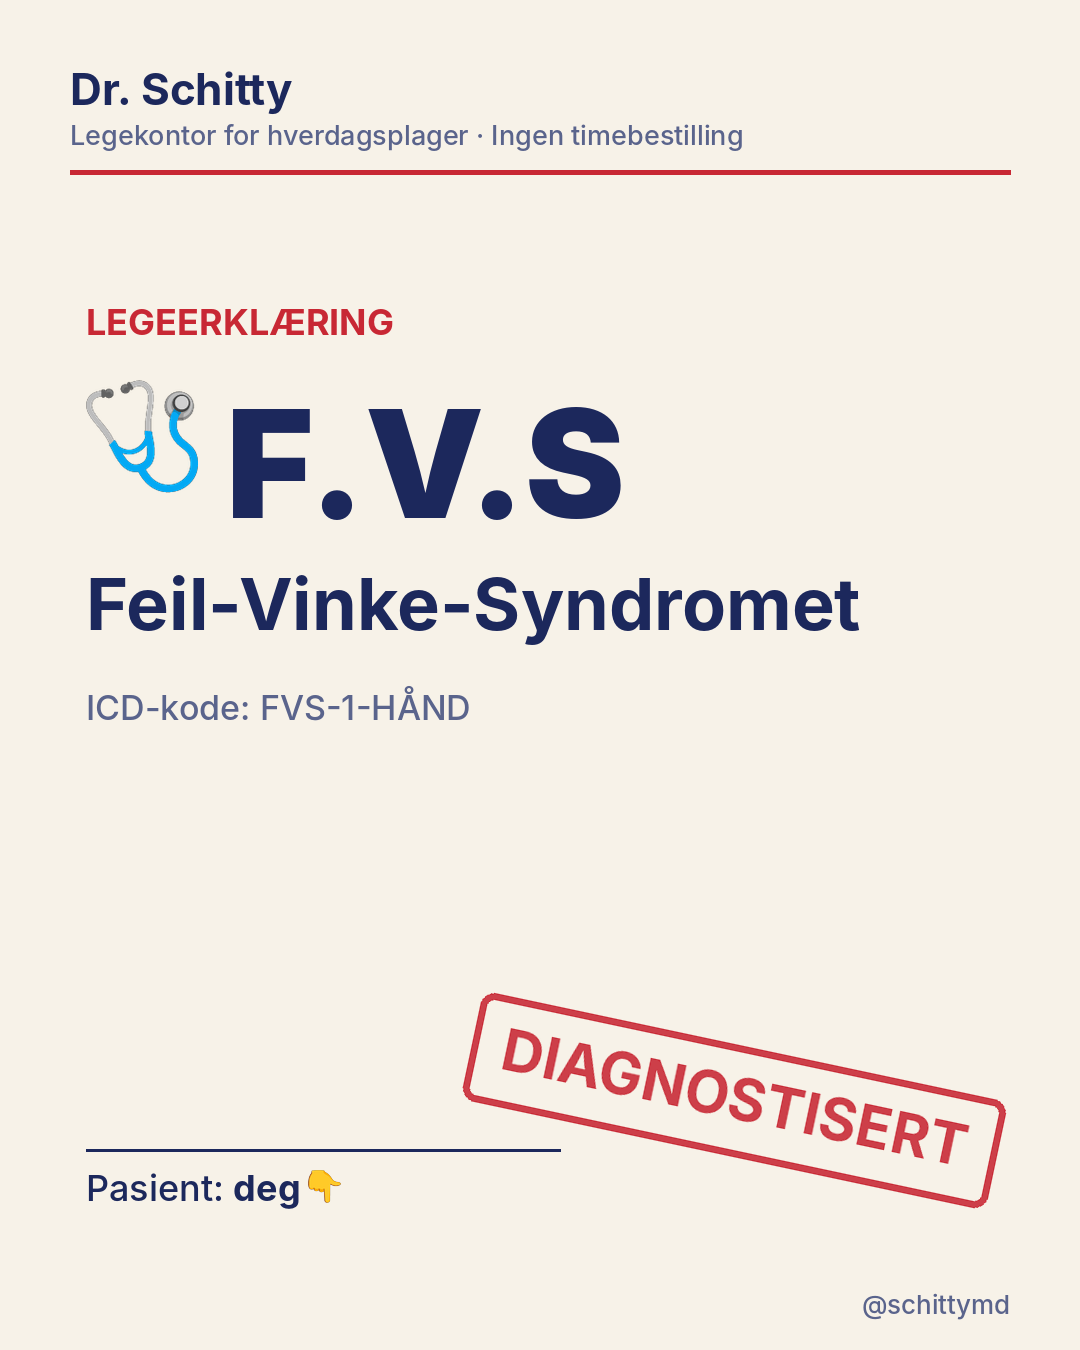 Dr. Schitty
Legekontor for hverdagsplager · Ingen timebestilling
LEGEERKLÆRING
F.V.S
Feil-Vinke-Syndromet
ICD-kode: FVS-1-HÅND
DIAGNOSTISERT
Pasient: deg
@schittymd